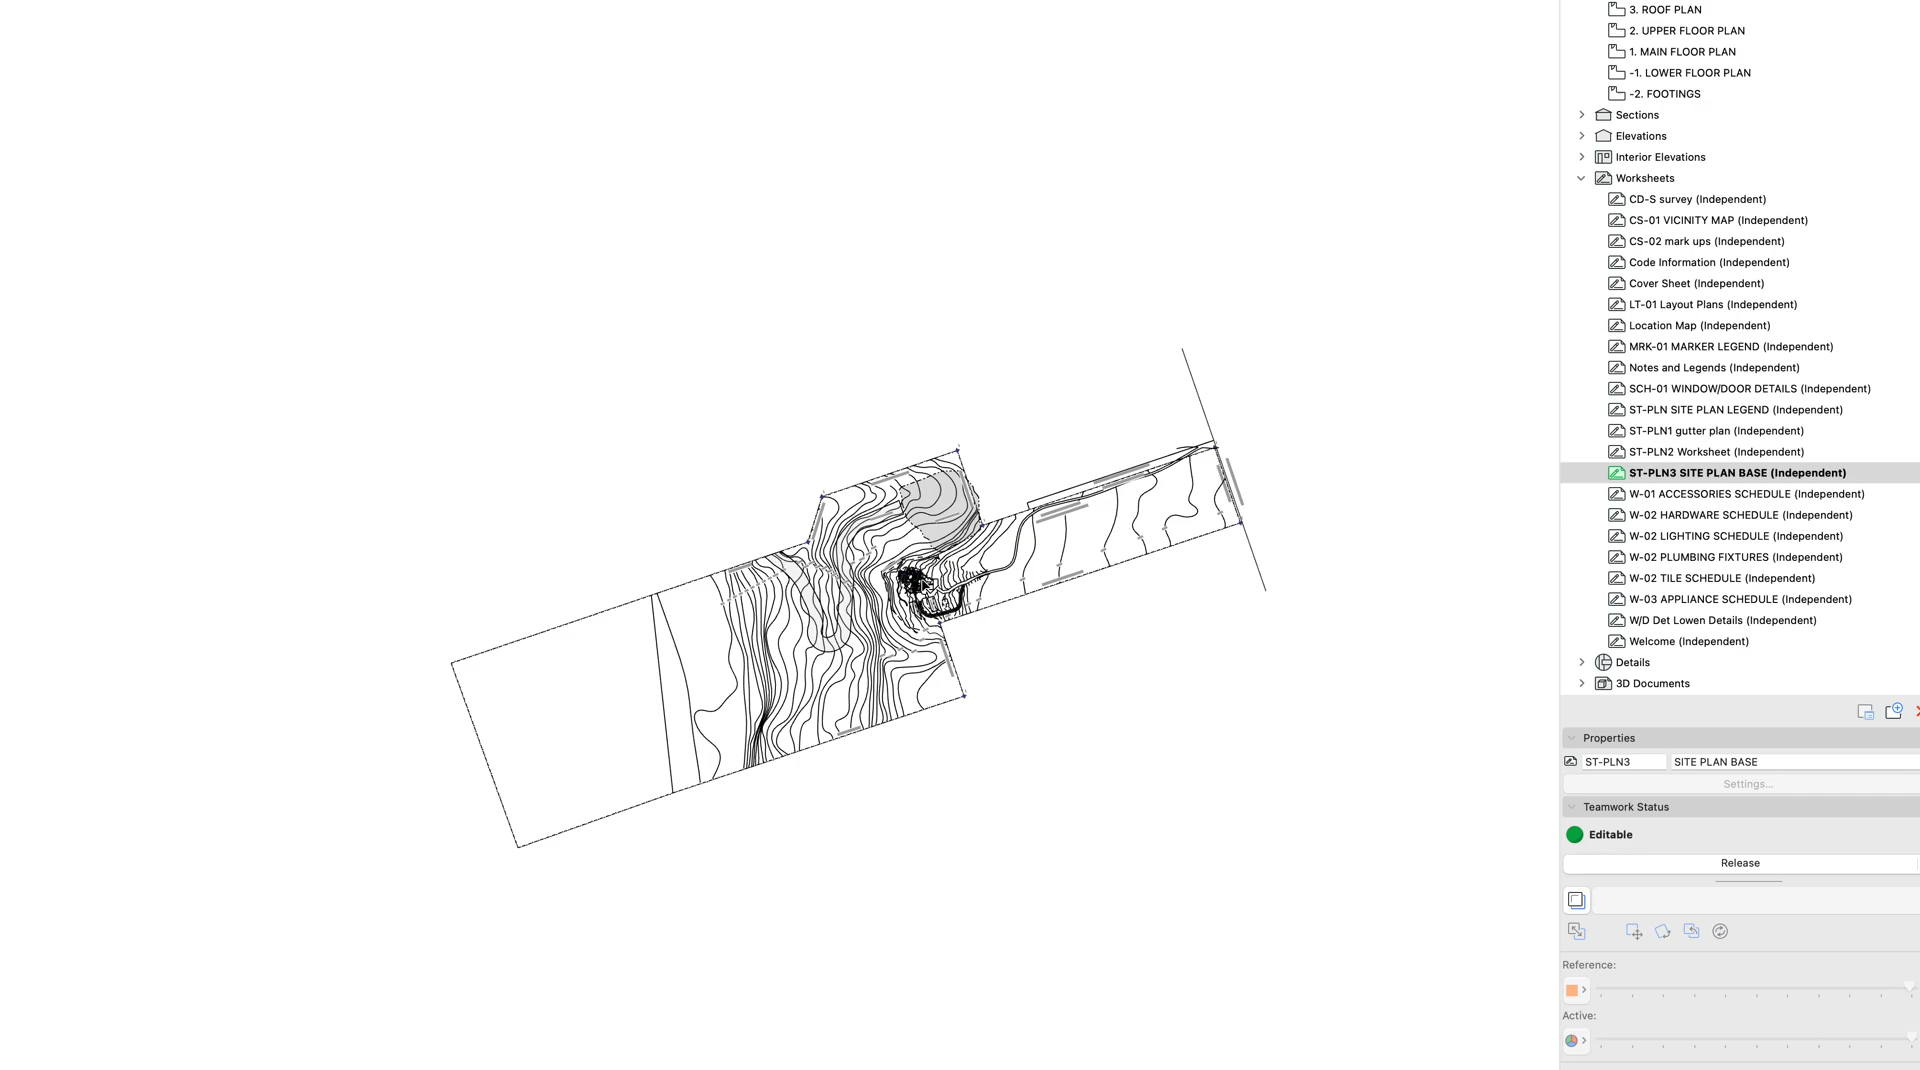 3. ROOF PLAN
2. UPPER FLOOR PLAN
1. MAIN FLOOR PLAN
-1. LOWER FLOOR PLAN
-2. FOOTINGS
Sections
Elevations
Interior Elevations
Worksheets
CD-S survey (Independent)
CS-01 VICINITY MAP (Independent)
CS-02 mark ups (Independent)
Code Information (Independent)
Cover Sheet (Independent)
LT-01 Layout Plans (Independent)
Location Map (Independent)
MRK-01 MARKER LEGEND (Independent)
Notes and Legends (Independent)
SCH-01 WINDOW/DOOR DETAILS (Independent)
ST-PLN SITE PLAN LEGEND (Independent)
ST-PLN1 gutter plan (Independent)
ST-PLN2 Worksheet (Independent)
ST-PLN3 SITE PLAN BASE (Independent)
W-01 ACCESSORIES SCHEDULE (Independent)
W-02 HARDWARE SCHEDULE (Independent)
W-02 LIGHTING SCHEDULE (Independent)
W-02 PLUMBING FIXTURES (Independent)
W-02 TILE SCHEDULE (Independent)
W-03 APPLIANCE SCHEDULE (Independent)
W/D Det Lowen Details (Independent)
Welcome (Independent)
Details
3D Documents
Properties
ST-PLN3 SITE PLAN BASE
Settings...
Teamwork Status
Editable
Release
Reference:
Active: